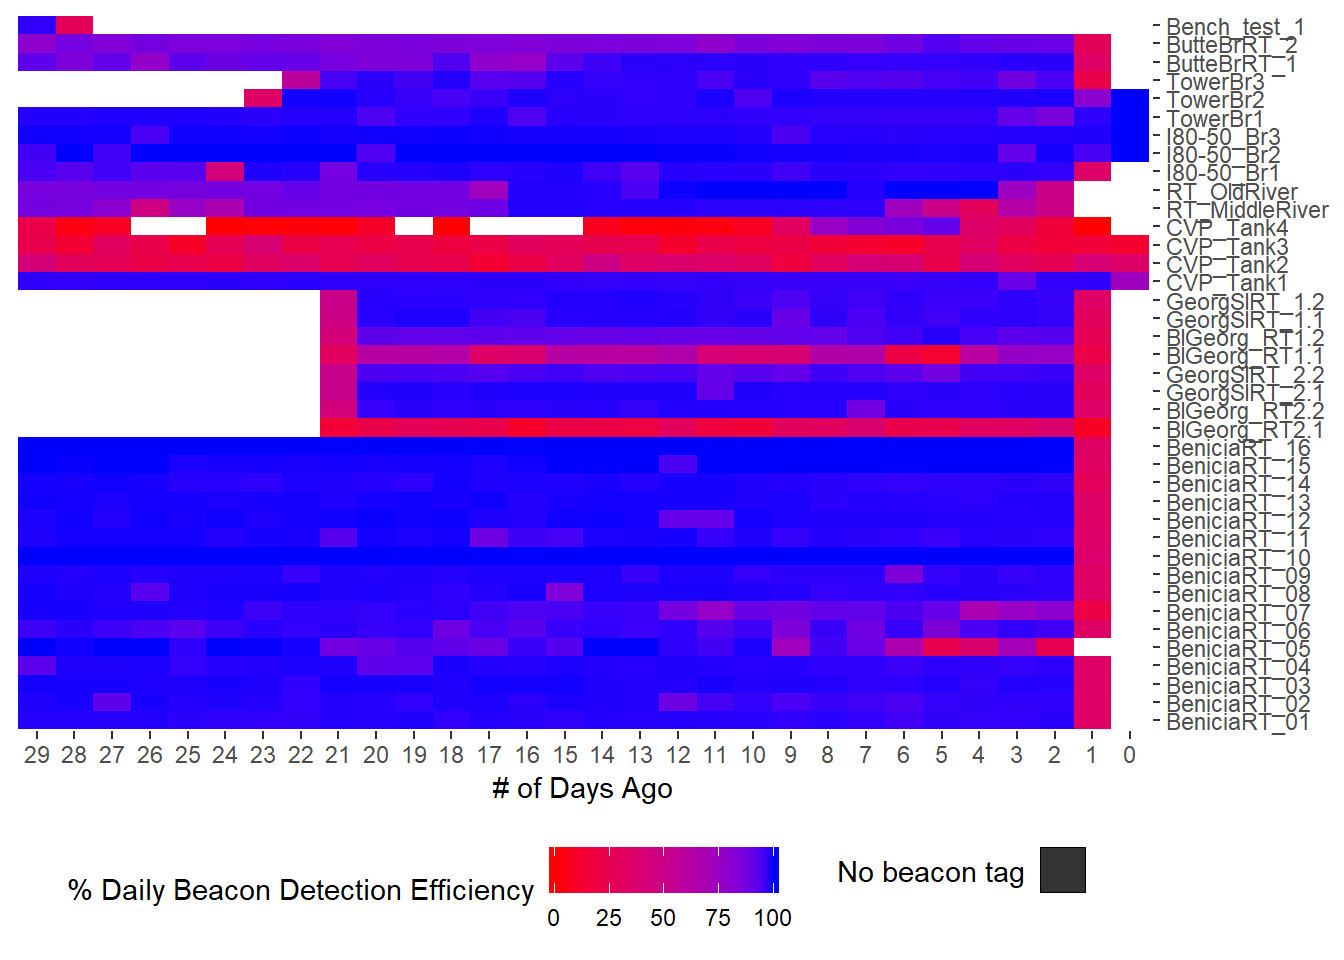 Bench_test_1
ButteBrRT_2
ButteBrRT_1
TowerBr3
TowerBr2
TowerBr1
I80-50_Br3
I80-50_Br2
I80-50_Br1
RT_OldRiver
RT_MiddleRiver
CVP_Tank4
CVP_Tank3
CVP_Tank2
CVP_Tank1
GeorgSlRT_1.2
GeorgSlRT_1.1
BlGeorg_RT1.2
BlGeorg_RT1.1
GeorgSlRT_2.2
GeorgSlRT_2.1
BlGeorg_RT2.2
BlGeorg_RT2.1
BeniciaRT_16
BeniciaRT_15
BeniciaRT_14
BeniciaRT_13
BeniciaRT_12
BeniciaRT_11
BeniciaRT_10
BeniciaRT_09
BeniciaRT_08
BeniciaRT_07
BeniciaRT_06
BeniciaRT_05
BeniciaRT_04
BeniciaRT_03
BeniciaRT_02
BeniciaRT_01
29 28 27 26 25 24 23 22 21 20 19 18 17 16 15 14 13 12 11 10 9 8 7 6 5 4 3 2 1 0
# of Days Ago
% Daily Beacon Detection Efficiency
0 25 50 75 100
No beacon tag